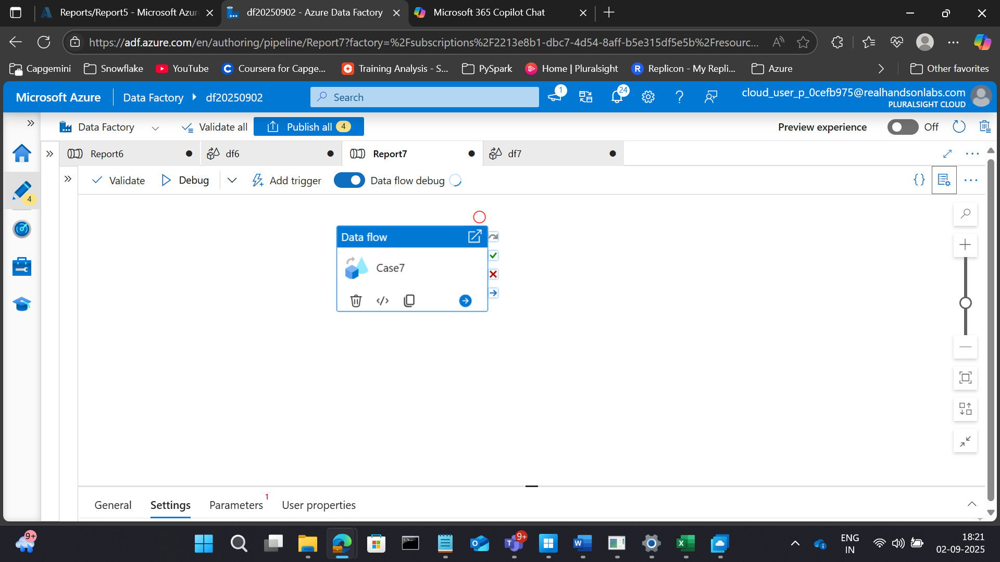 Reports/Report5 - Microsoft Azur
df20250902 - Azure Data Factory
Microsoft 365 Copilot Chat
https://adf.azure.com/en/authoring/pipeline/Report7?factory=%2Fsubscriptions%2F2213e8b1-dbc7-4d54-8aff-b5e315df5e5b%2Fresourc...
Capgemini
Snowflake
YouTube
Coursera for Capge...
Training Analysis - S...
PySpark
Home | Pluralsight
Replicon - My Repli...
Azure
Other favorites
Microsoft Azure
Data Factory
df20250902
Search
1
24
cloud_user_p_0cefb975@realhandsonlabs.com
PLURALSIGHT CLOUD
Data Factory
Validate all
Publish all 4
Preview experience
Off
Report6
df6
Report7
df7
4
Validate
Debug
Add trigger
Data flow debug
{}
Data flow
Case7
General
Settings
Parameters 1
User properties
9+
9+
ENG
IN
18:21
02-09-2025